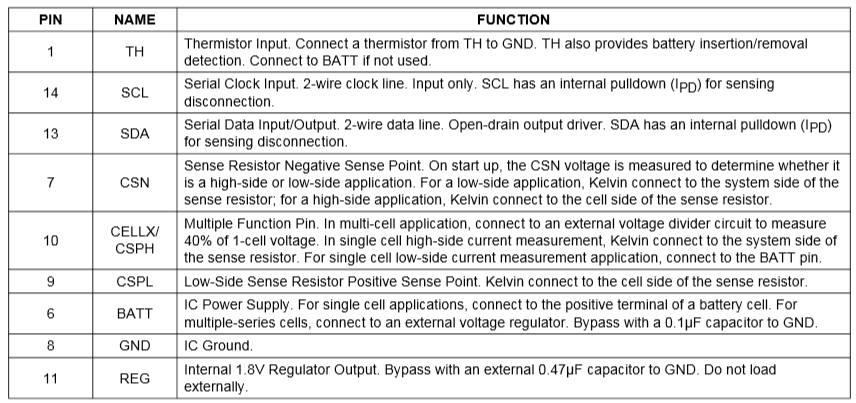 PIN NAME FUNCTION
1 TH Thermistor Input. Connect a thermistor from TH to GND. TH also provides battery insertion/removal
detection. Connect to BATT if not used.
14 SCL Serial Clock Input. 2-wire clock line. Input only. SCL has an internal pulldown (IPD) for sensing
disconnection.
13 SDA Serial Data Input/Output. 2-wire data line. Open-drain output driver. SDA has an internal pulldown (IPD)
for sensing disconnection.
7 CSN Sense Resistor Negative Sense Point. On start up, the CSN voltage is measured to determine whether it
is a high-side or low-side application. For a low-side application, Kelvin connect to the system side of the
sense resistor; for a high-side application, Kelvin connect to the cell side of the sense resistor.
10 CELLX/
CSPH Multiple Function Pin. In multi-cell application, connect to an external voltage divider circuit to measure
40% of 1-cell voltage. In single cell high-side current measurement, Kelvin connect to the system side of
the sense resistor. For single cell low-side current measurement application, connect to the BATT pin.
9 CSPL Low-Side Sense Resistor Positive Sense Point. Kelvin connect to the cell side of the sense resistor.
6 BATT IC Power Supply. For single cell applications, connect to the positive terminal of a battery cell. For
multiple-series cells, connect to an external voltage regulator. Bypass with a 0.1µF capacitor to GND.
8 GND IC Ground.
11 REG Internal 1.8V Regulator Output. Bypass with an external 0.47µF capacitor to GND. Do not load
externally.